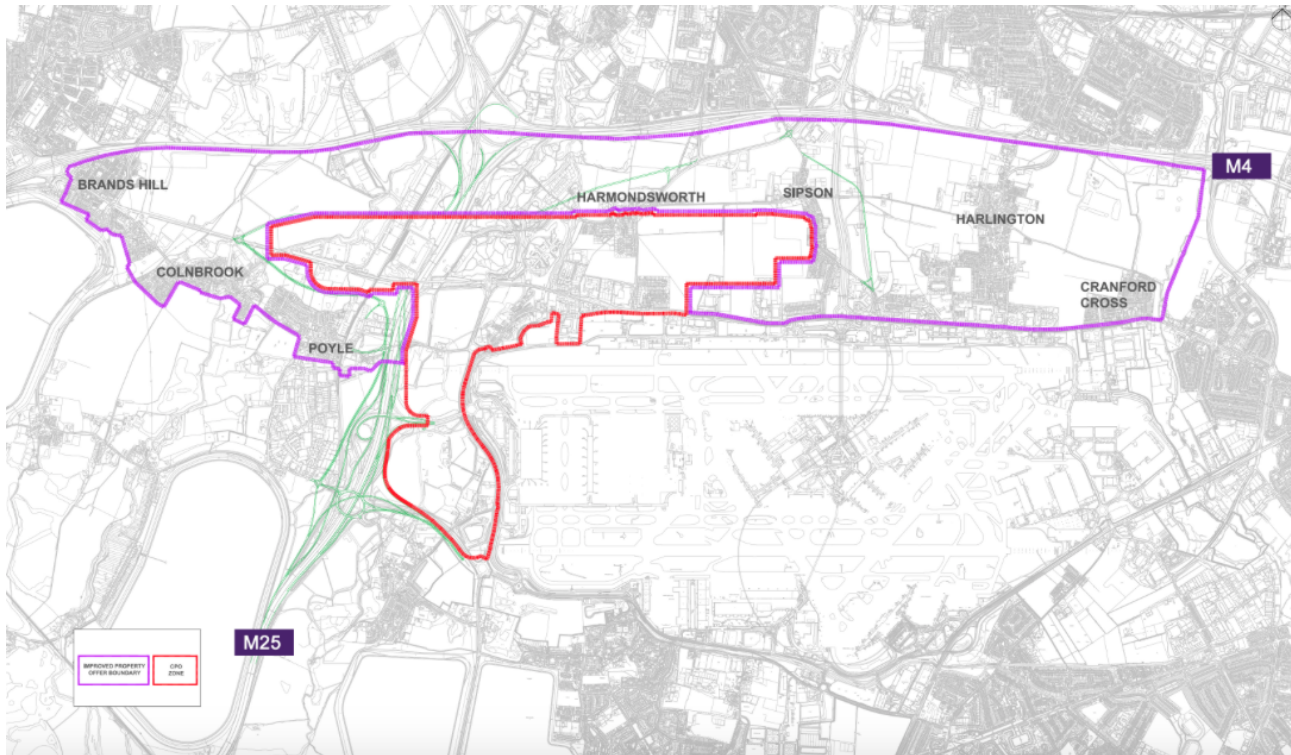 M4
BRANDS HILL
HARMONDSWORTH
SIPSON
HARLINGTON
COLNBROOK
CRANFORD
CROSS
POYLE
M25
IMPROVED PROPERTY
OFFER BOUNDARY
CPO
ZONE